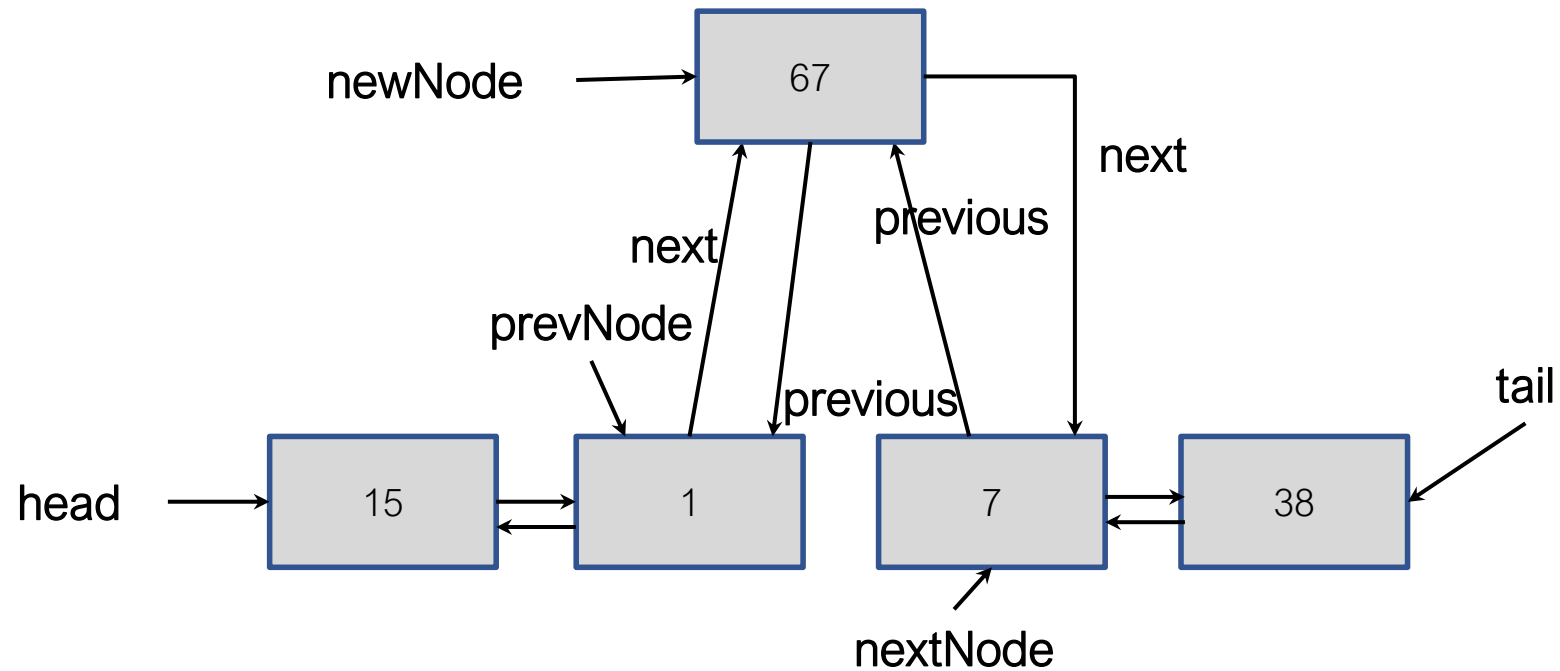 newNode
67
next
previous
next
prevNode
previous
tail
head
15
1
7
38
nextNode